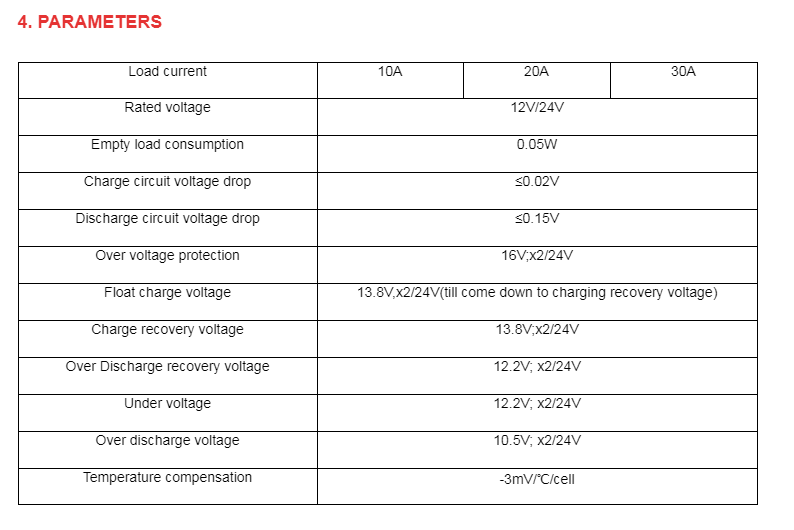 4. PARAMETERS
Load current 10A 20A 30A
Rated voltage 12V/24V
Empty load consumption 0.05W
Charge circuit voltage drop ≤0.02V
Discharge circuit voltage drop ≤0.15V
Over voltage protection 16V;x2/24V
Float charge voltage 13.8V,x2/24V(till come down to charging recovery voltage)
Charge recovery voltage 13.8V;x2/24V
Over Discharge recovery voltage 12.2V; x2/24V
Under voltage 12.2V; x2/24V
Over discharge voltage 10.5V; x2/24V
Temperature compensation -3mV/℃/cell